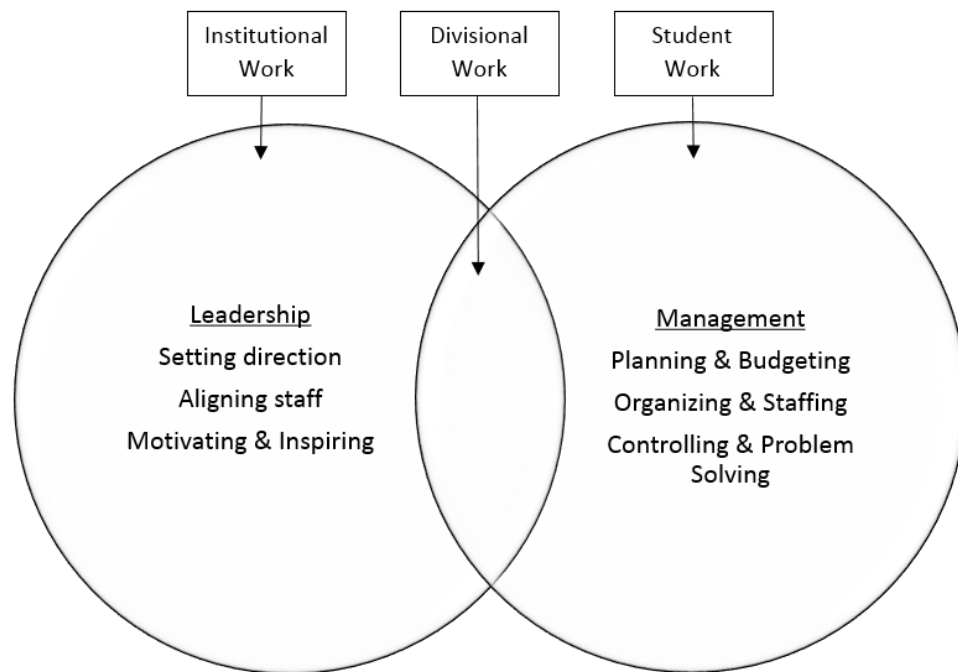 Institutional
Work
Divisional
Work
Student
Work
Leadership
Setting direction
Aligning staff
Motivating & Inspiring
Management
Planning & Budgeting
Organizing & Staffing
Controlling & Problem
Solving